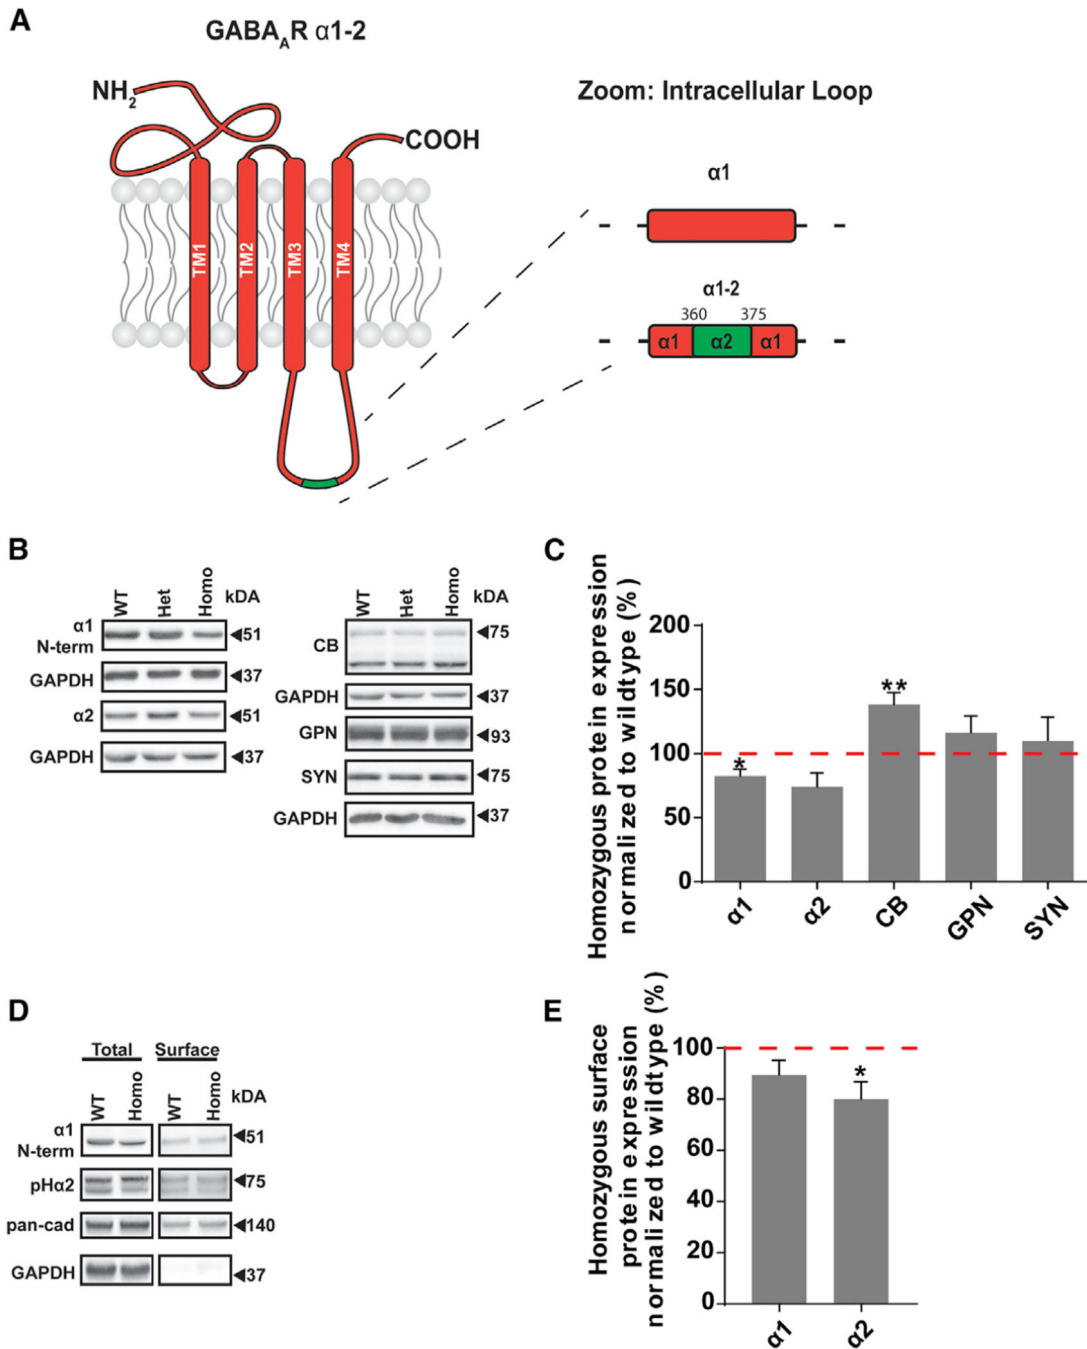 A
GABA_AR α1-2
NH2
COOH
TM1
TM2
TM3
TM4
Zoom: Intracellular Loop
α1
α1-2
360 375
α1 α2 α1
B
WT Het Homo kDA
α1
N-term
51
GAPDH
37
α2
51
GAPDH
37
WT Het Homo kDA
CB
75
GAPDH
37
GPN
93
SYN
75
GAPDH
37
C
Homozygous protein expression
normalized to wildtype (%)
200
150
100
50
0
*
**
α1
α2
CB
GPN
SYN
D
Total Surface
WT Homo WT Homo kDA
α1
N-term
51
pHα2
75
pan-cad
140
GAPDH
37
E
Homozygous surface
protein expression
normalized to wildtype (%)
100
80
60
40
20
0
*
α1
α2